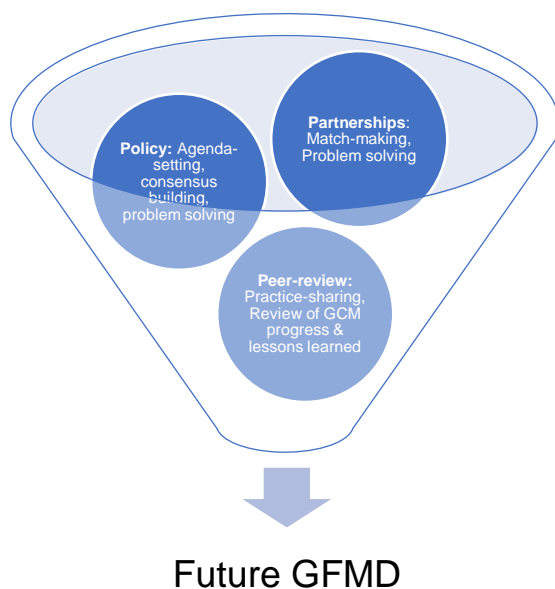 Policy: Agenda-
setting,
consensus
building,
problem solving
Partnerships:
Match-making,
Problem solving
Peer-review:
Practice-sharing,
Review of GCM
progress &
lessons learned
Future GFMD